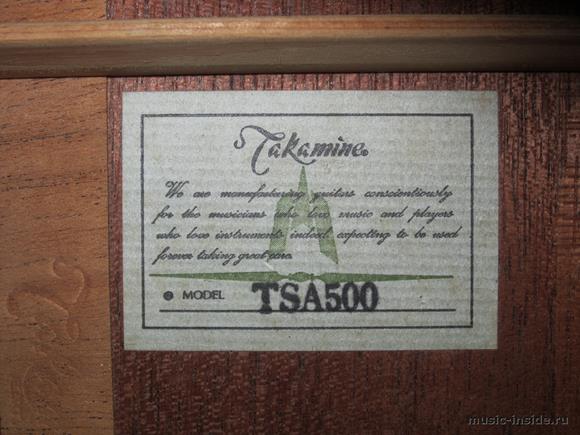 Takamine®
We are manufacturing guitars conscientiously
for the musicians who love music and players
who love instruments indeed expecting to be used
forever taking great care.
MODEL TSA500
music-inside.ru